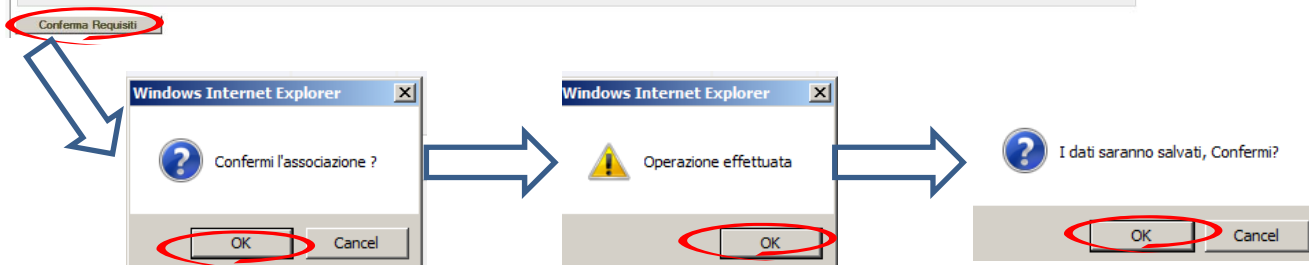 Conferma Requisiti
Windows Internet Explorer
Confermi l'associazione ?
OK
Cancel
Windows Internet Explorer
Operazione effettuata
OK
I dati saranno salvati, Confermi?
OK
Cancel